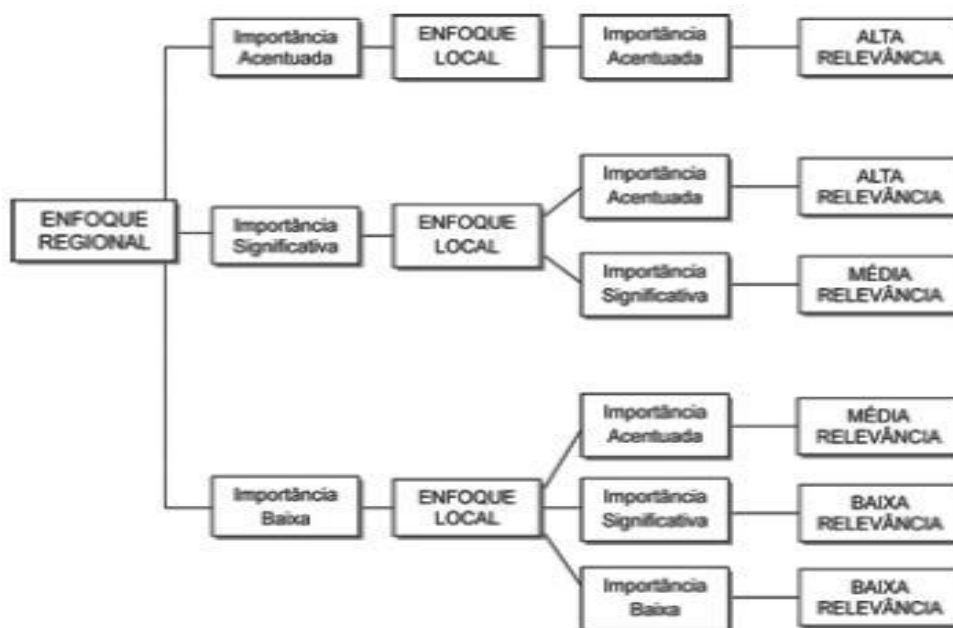 Importância
Acentuada
ENFOQUE
LOCAL
Importância
Acentuada
ALTA
RELEVÂNCIA
ENFOQUE
REGIONAL
Importância
Significativa
ENFOQUE
LOCAL
Importância
Acentuada
ALTA
RELEVÂNCIA
Importância
Significativa
MÉDIA
RELEVÂNCIA
Importância
Baixa
ENFOQUE
LOCAL
Importância
Acentuada
MÉDIA
RELEVÂNCIA
Importância
Significativa
BAIXA
RELEVÂNCIA
Importância
Baixa
BAIXA
RELEVÂNCIA